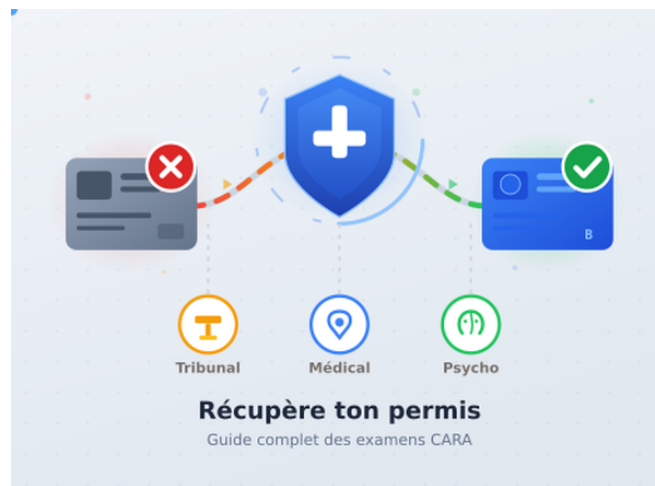 B
Tribunal
Médical
Psycho
Récupère ton permis
Guide complet des examens CARA